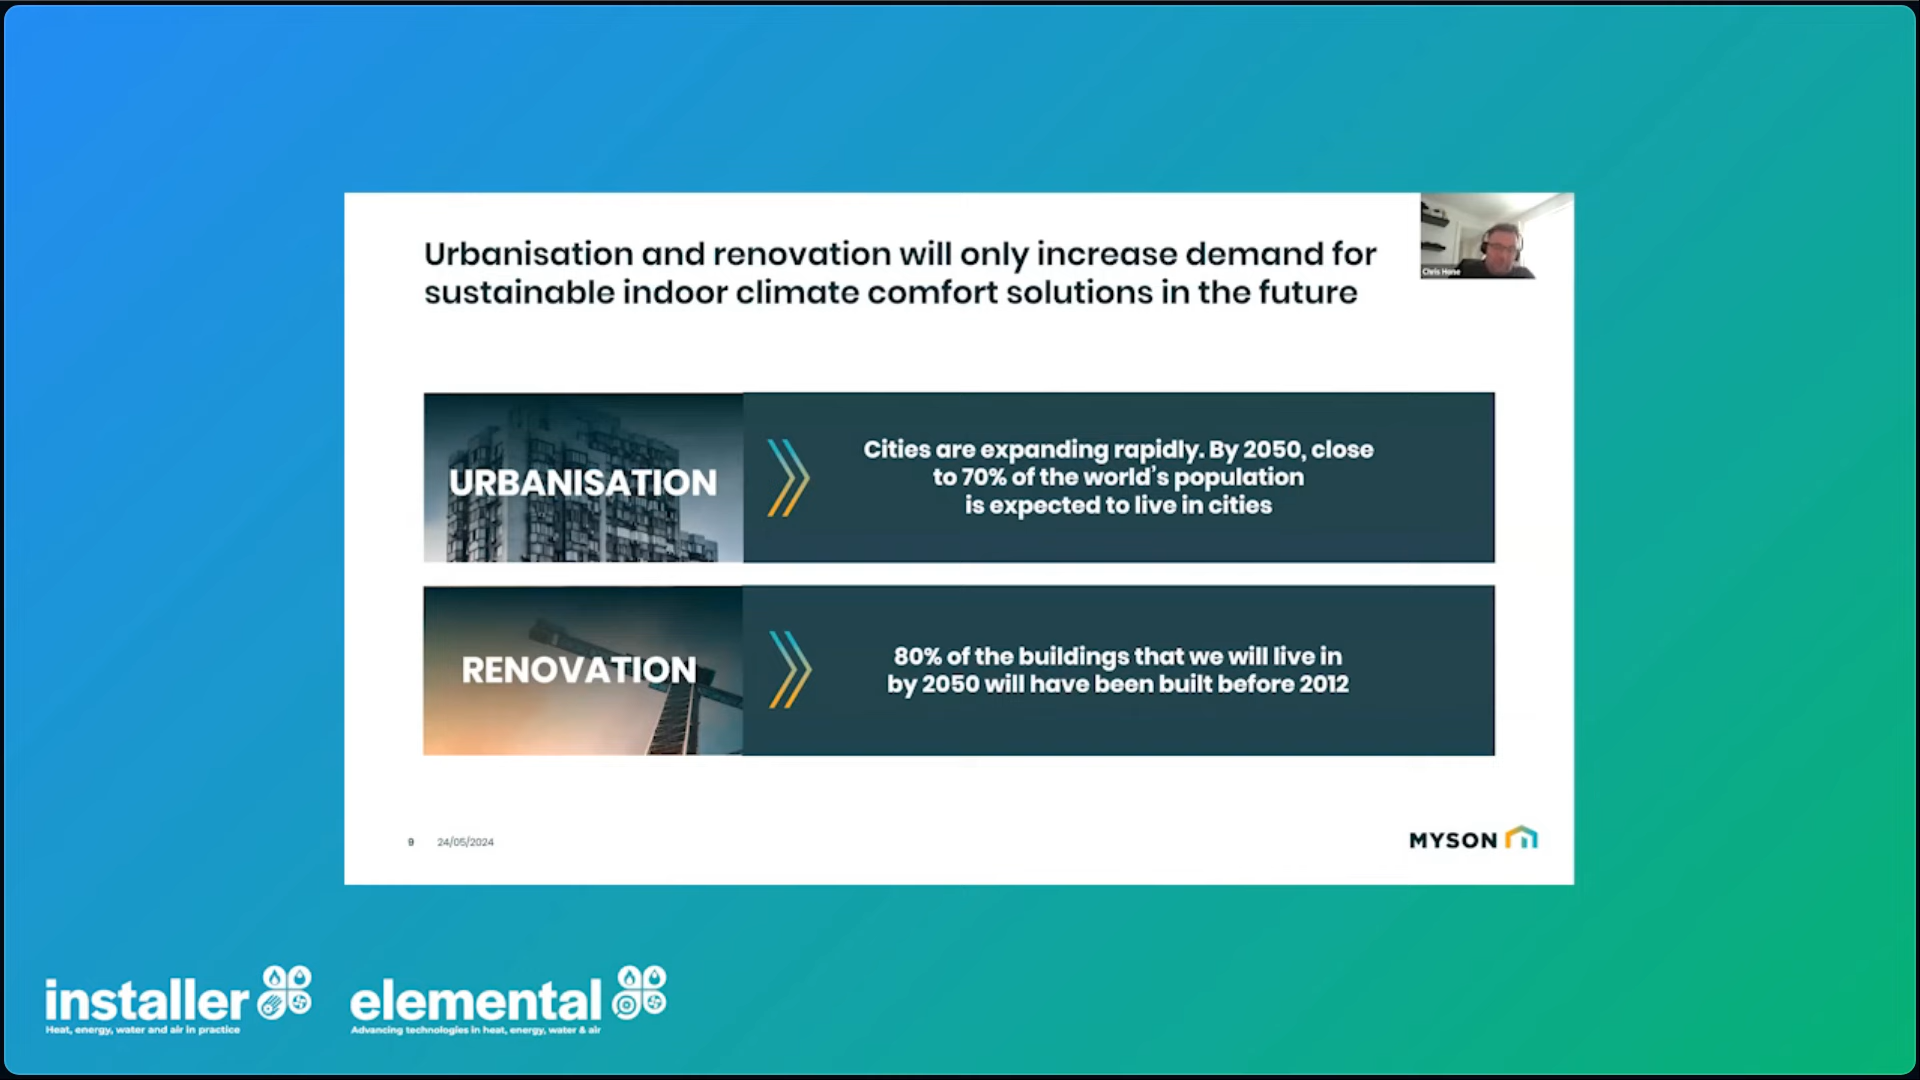 Urbanisation and renovation will only increase demand for
sustainable indoor climate comfort solutions in the future
Chris Hone
URBANISATION
Cities are expanding rapidly. By 2050, close
to 70% of the world's population
is expected to live in cities
RENOVATION
80% of the buildings that we will live in
by 2050 will have been built before 2012
9 24/05/2024
MYSON
installer
Heat, energy, water and air in practice
elemental
Advancing technologies in heat, energy, water & air